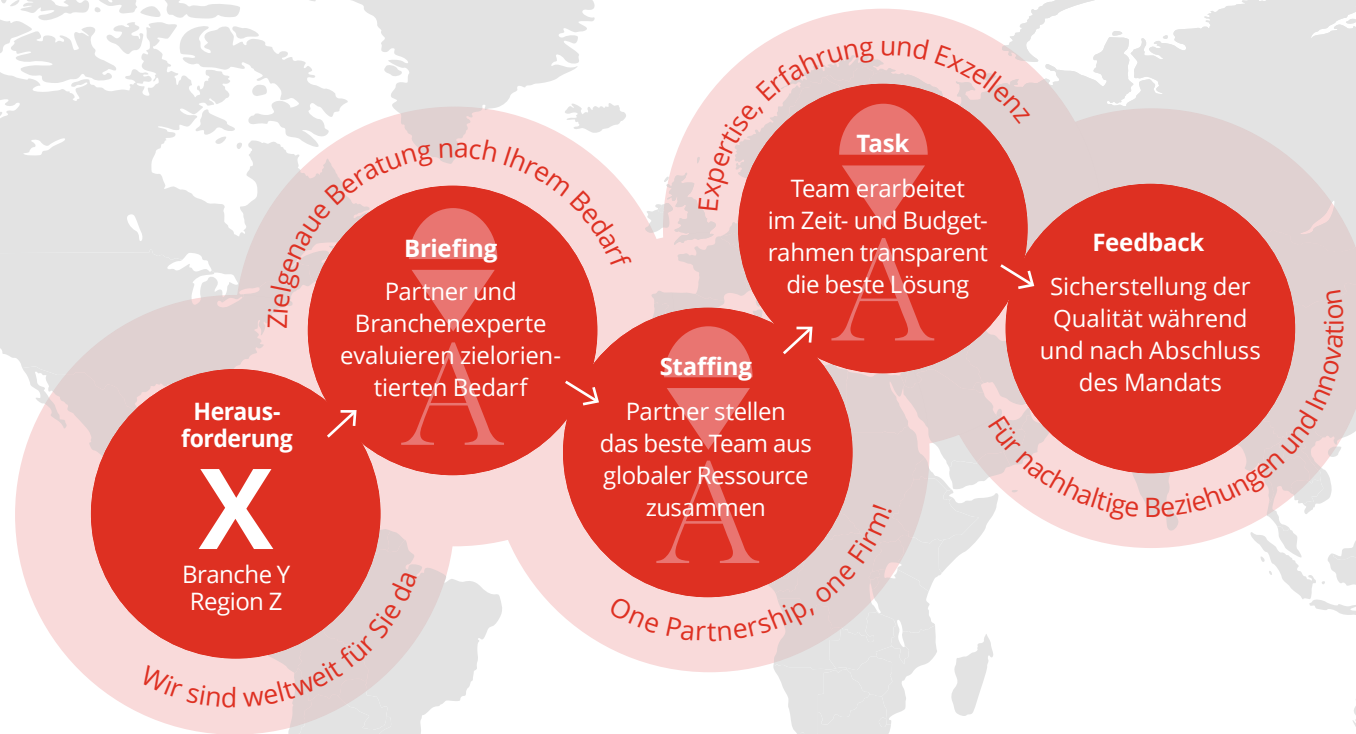 Heraus-
forderung
X
Branche Y
Region Z
Wir sind weltweit für Sie da
Zielgenaue Beratung nach Ihrem Bedarf
Briefing
Partner und
Branchenexperte
evaluieren zielorien-
tierten Bedarf
Staffing
Partner stellen
das beste Team aus
globaler Ressource
zusammen
One Partnership, one Firm!
Expertise, Erfahrung und Exzellenz
Task
Team erarbeitet
im Zeit- und Budget-
rahmen transparent
die beste Lösung
Feedback
Sicherstellung der
Qualität während
und nach Abschluss
des Mandats
Für nachhaltige Beziehungen und Innovation